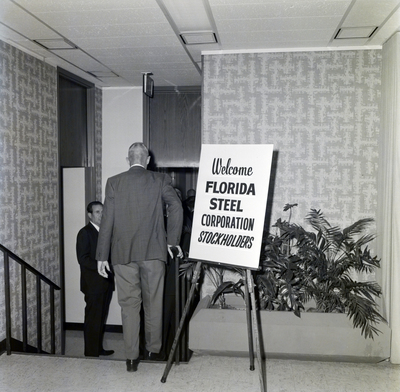 Welcome
FLORIDA
STEEL
CORPORATION
STOCKHOLDERS